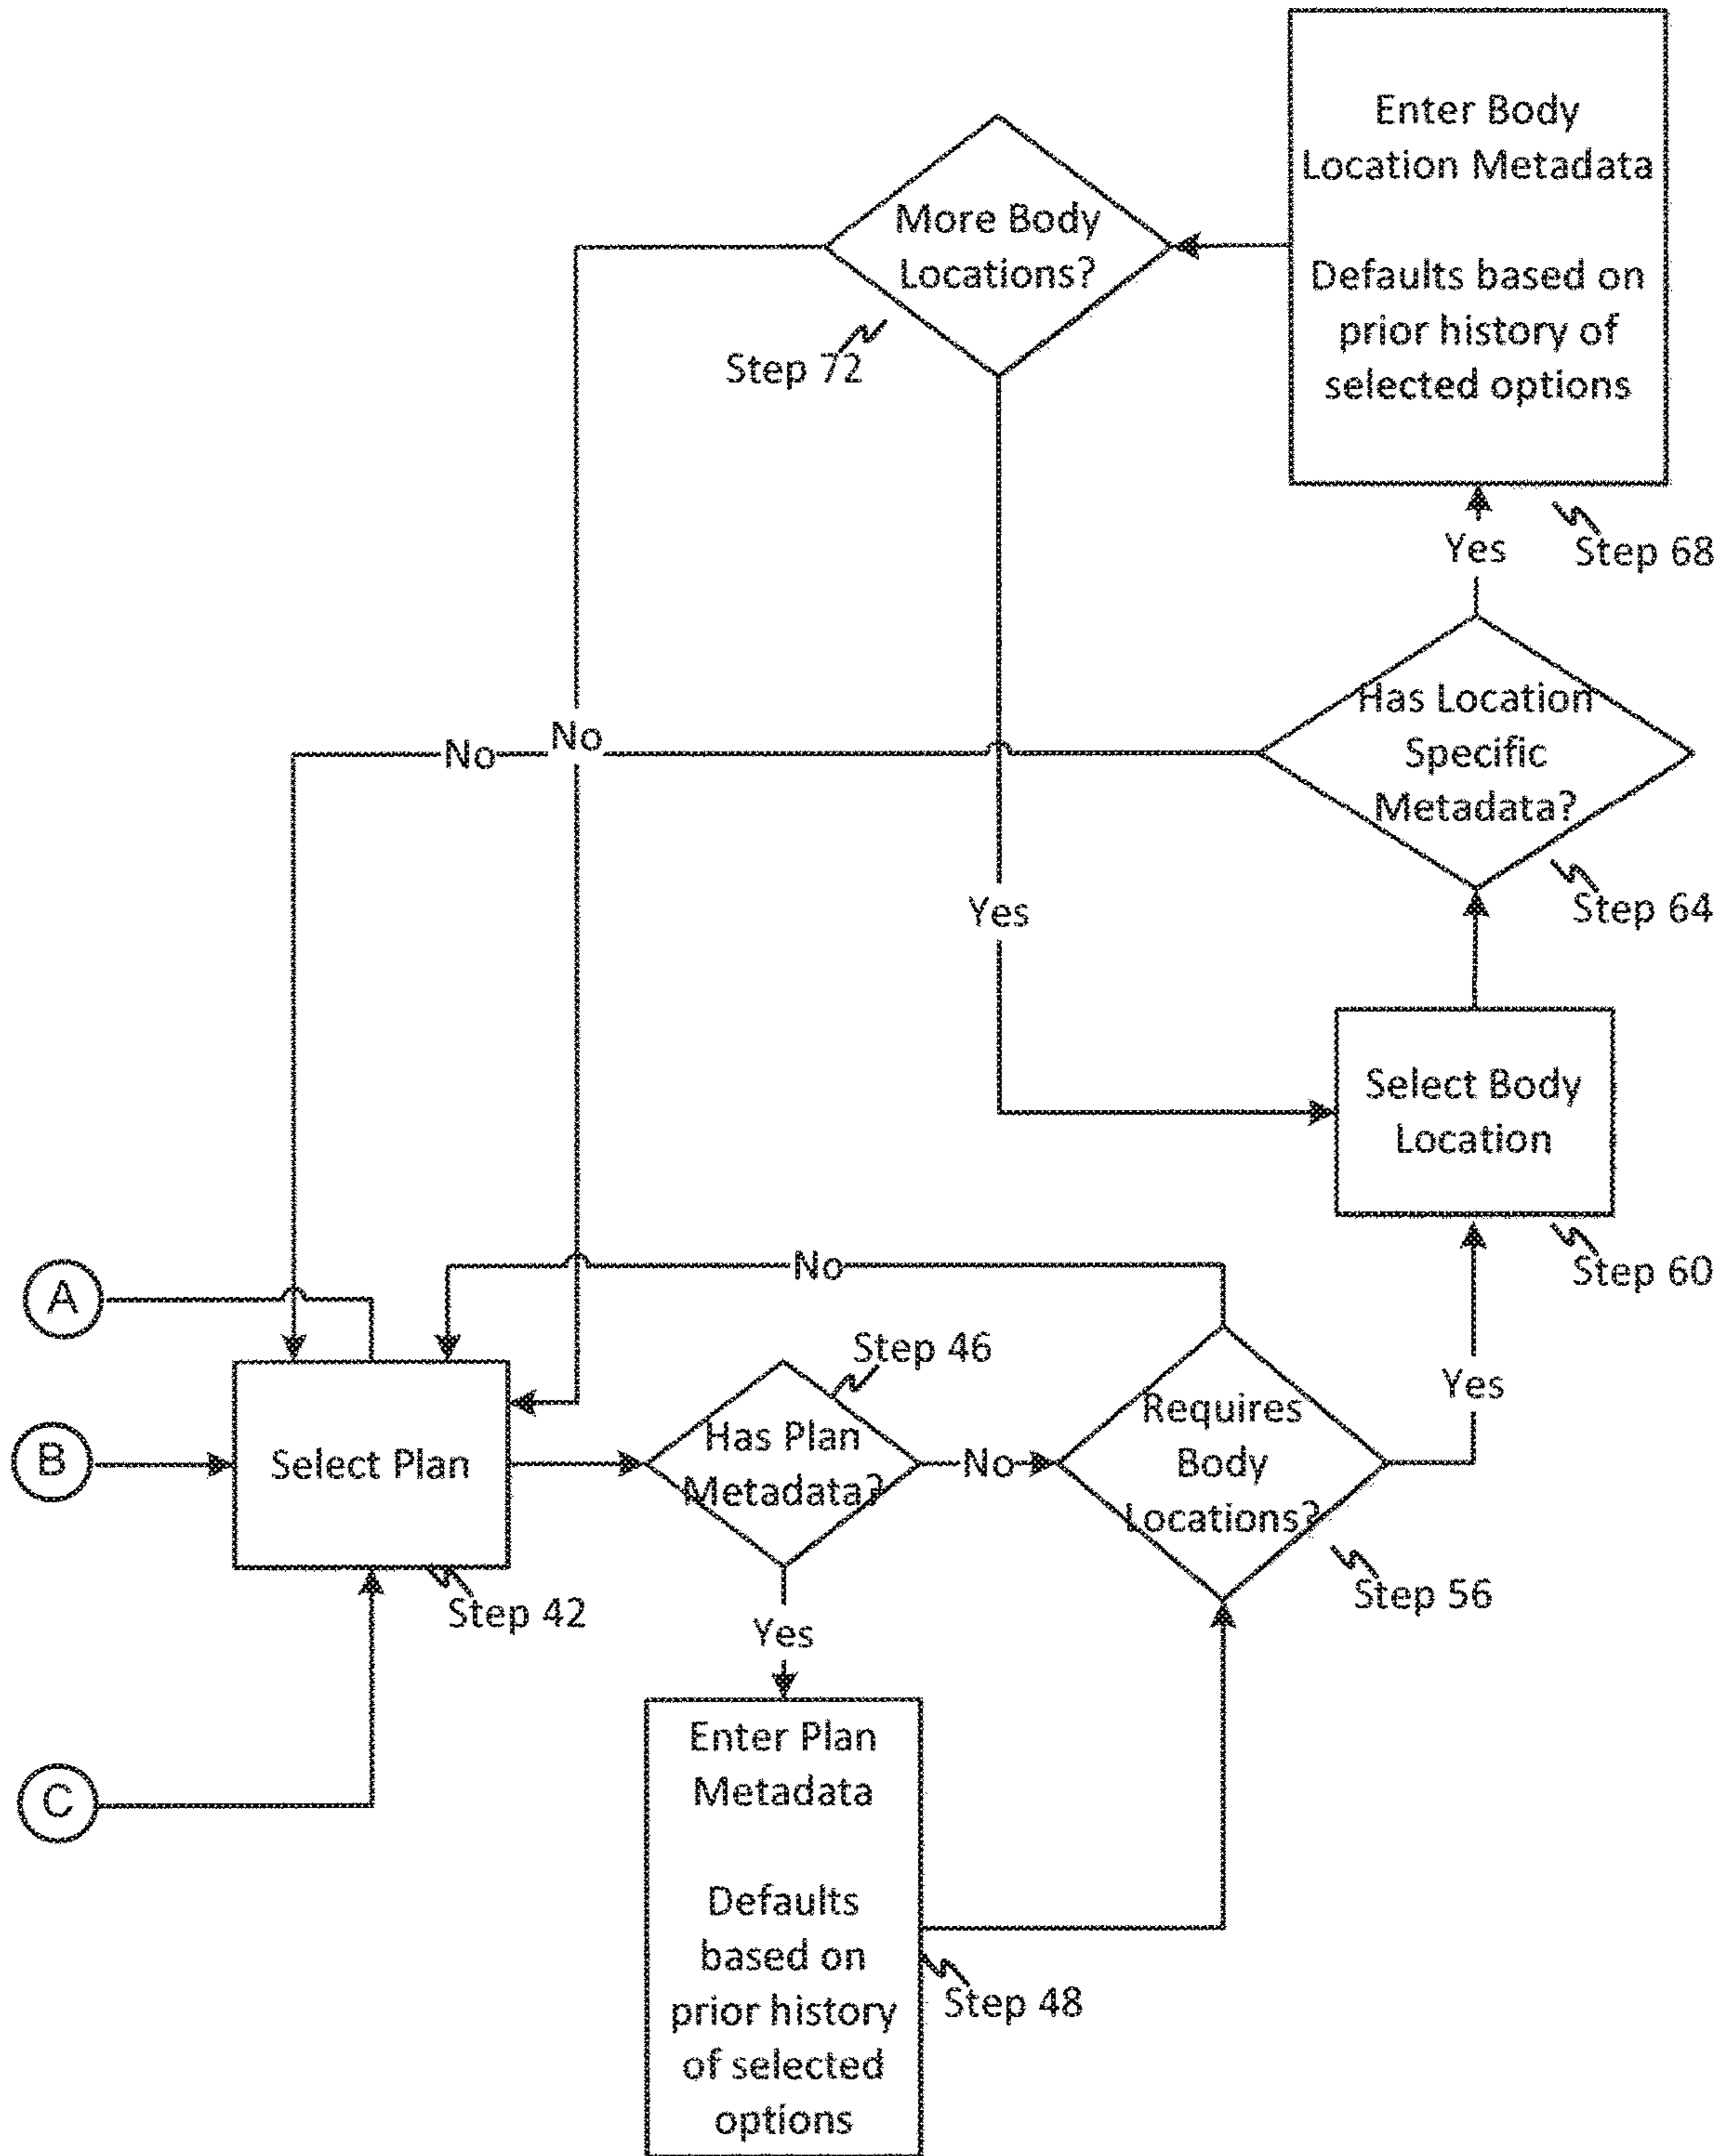 Enter Body
Location Metadata
Defaults based on
prior history of
selected options
More Body
Locations?
Step 72
Step 68
Yes
Has Location
Specific
Metadata?
No
No
Step 64
Yes
Select Body
Location
Step 60
No
A
Step 46
Yes
Requires
Body
Locations?
Has Plan
Metadata?
No
B
Select Plan
Step 56
Step 42
Yes
Enter Plan
Metadata
C
Defaults
based on
prior history
of selected
options
Step 48